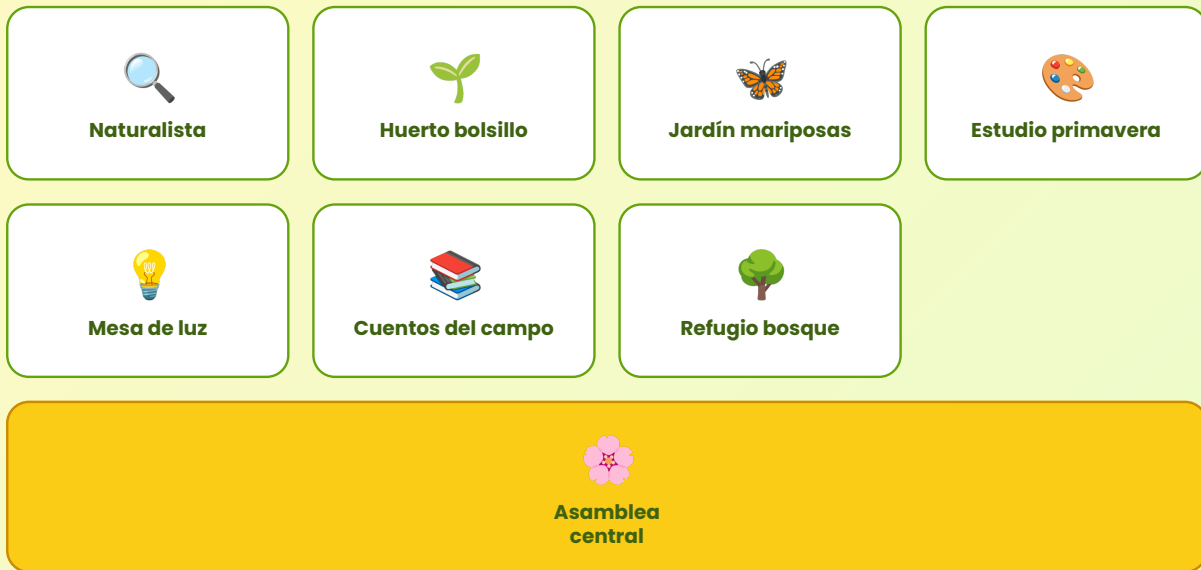 Naturalista
Huerto bolsillo
Jardín mariposas
Estudio primavera
Mesa de luz
Cuentos del campo
Refugio bosque
Asamblea
central